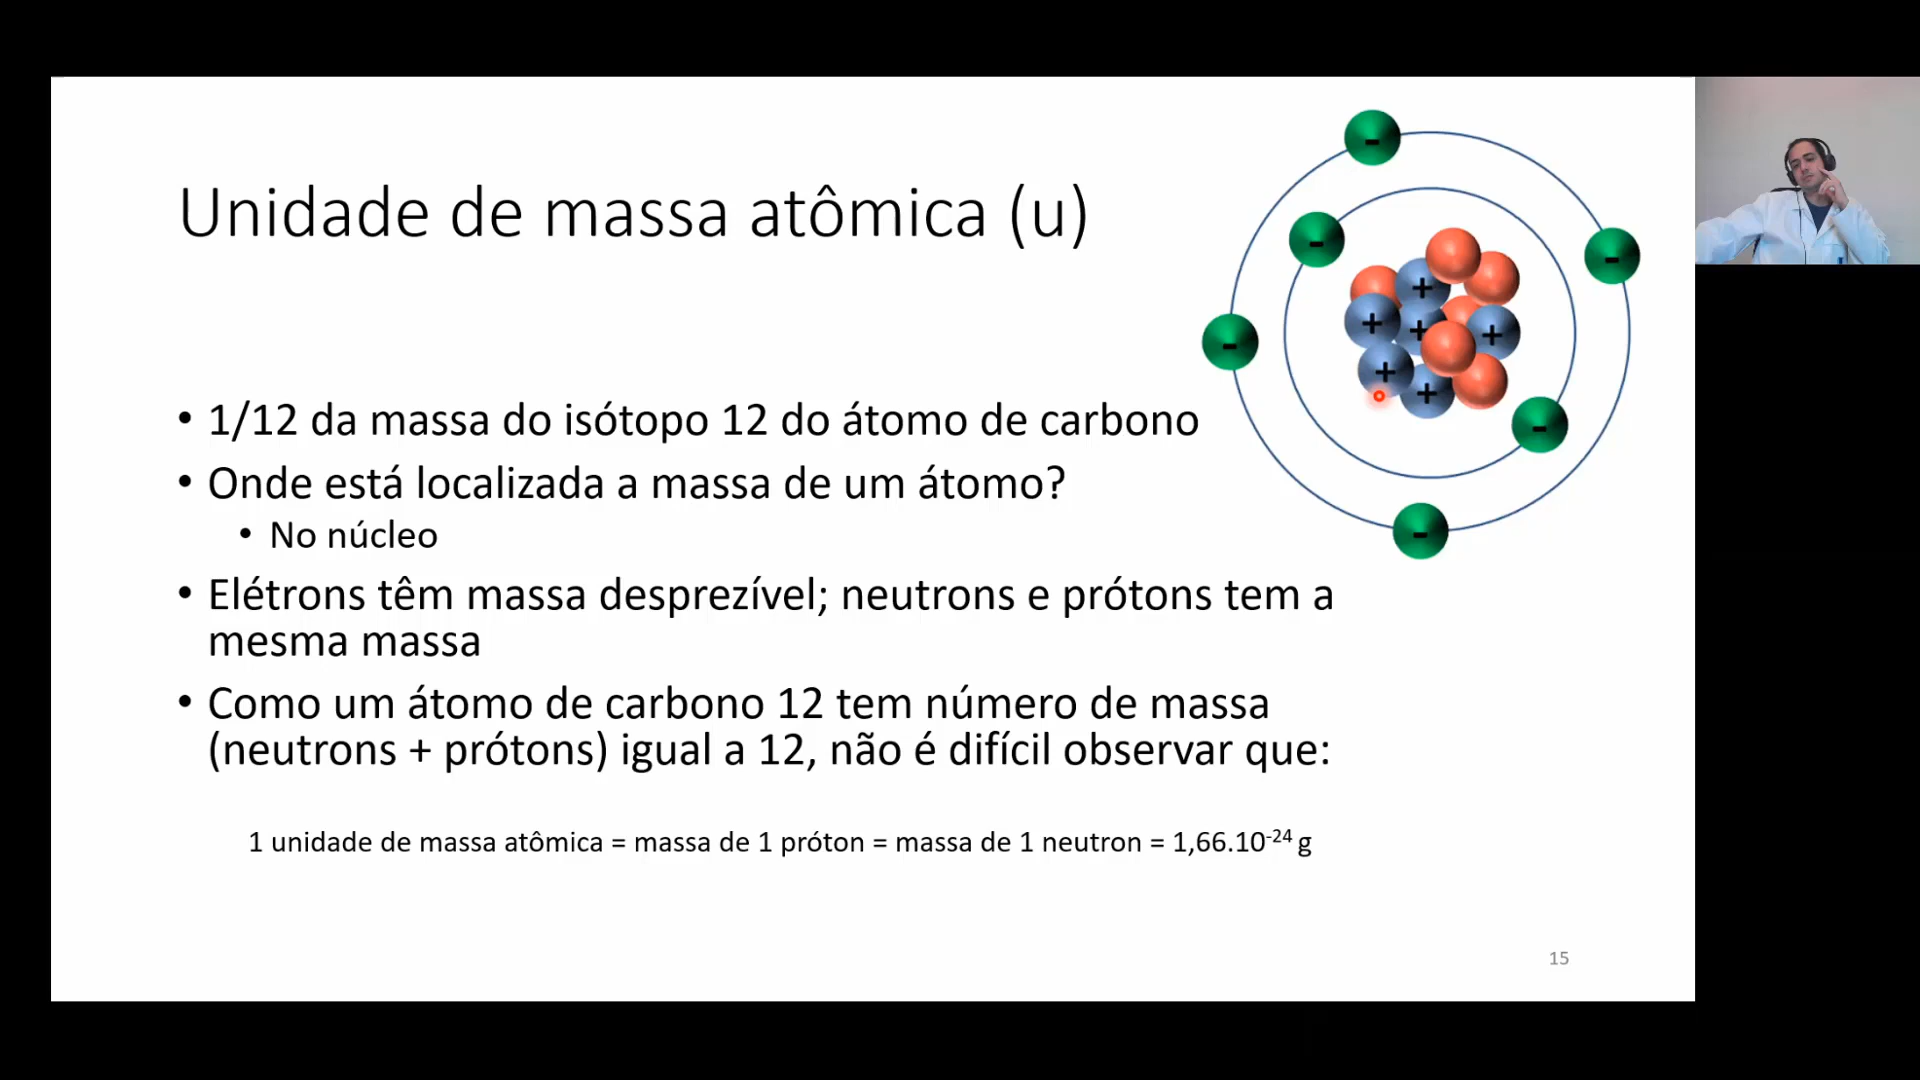 Unidade de massa atômica (u)
• 1/12 da massa do isótopo 12 do átomo de carbono
• Onde está localizada a massa de um átomo?
• No núcleo
• Elétrons têm massa desprezível; neutrons e prótons tem a
mesma massa
• Como um átomo de carbono 12 tem número de massa
(neutrons + prótons) igual a 12, não é difícil observar que:
1 unidade de massa atômica = massa de 1 próton = massa de 1 neutron = 1,66.10⁻²⁴ g
15
-
-
-
-
-
-
+
+
+
+
+
+